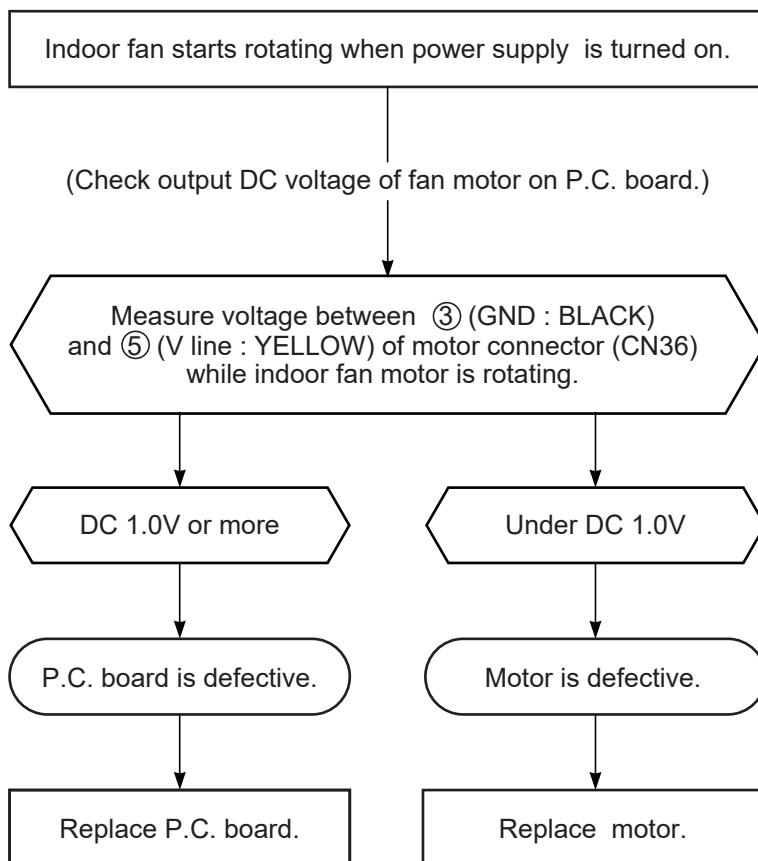 Indoor fan starts rotating when power supply is turned on.
(Check output DC voltage of fan motor on P.C. board.)
Measure voltage between ③ (GND : BLACK)
and ⑤ (V line : YELLOW) of motor connector (CN36)
while indoor fan motor is rotating.
DC 1.0V or more
Under DC 1.0V
P.C. board is defective.
Motor is defective.
Replace P.C. board.
Replace motor.